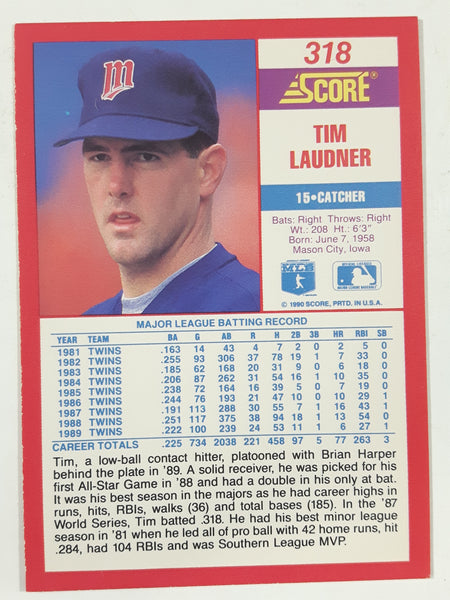 m
318
SCORE®
TIM
LAUDNER
15•CATCHER
Bats: Right Throws: Right
Wt.: 208 Ht.: 6'3"
Born: June 7, 1958
Mason City, Iowa
© 1990 SCORE, PRTD. IN U.S.A.
MAJOR LEAGUE BATTING RECORD
YEAR TEAM BA G AB R H 2B 3B HR RBI SB
1981 TWINS .163 14 43 4 7 2 0 2 5 0
1982 TWINS .255 93 306 37 78 19 1 7 33 0
1983 TWINS .185 62 168 20 31 9 0 6 18 0
1984 TWINS .206 87 262 31 54 16 1 10 35 0
1985 TWINS .238 72 164 16 39 5 0 7 19 0
1986 TWINS .244 76 193 21 47 10 0 10 29 1
1987 TWINS .191 113 288 30 55 7 1 16 43 1
1988 TWINS .251 117 375 38 94 18 1 13 54 0
1989 TWINS .222 100 239 24 53 11 1 6 27 1
CAREER TOTALS .225 734 2038 221 458 97 5 77 263 3
Tim, a low-ball contact hitter, platooned with Brian Harper
behind the plate in '89. A solid receiver, he was picked for his
first All-Star Game in '88 and had a double in his only at bat.
It was his best season in the majors as he had career highs in
runs, hits, RBIs, walks (36) and total bases (185). In the '87
World Series, Tim batted .318. He had his best minor league
season in '81 when he led all of pro ball with 42 home runs, hit
.284, had 104 RBIs and was Southern League MVP.